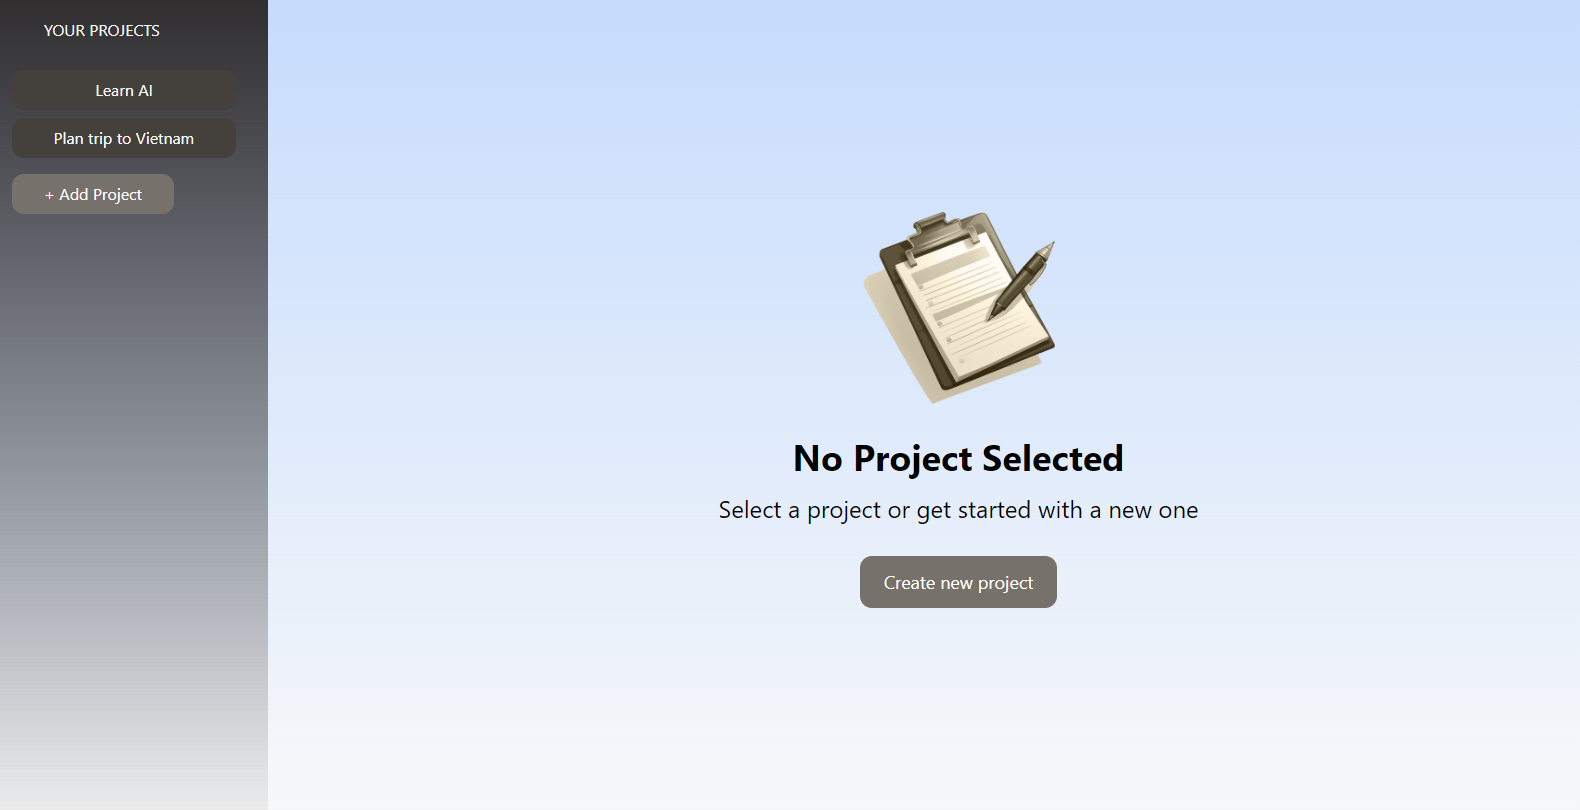 YOUR PROJECTS
Learn AI
Plan trip to Vietnam
+ Add Project
No Project Selected
Select a project or get started with a new one
Create new project